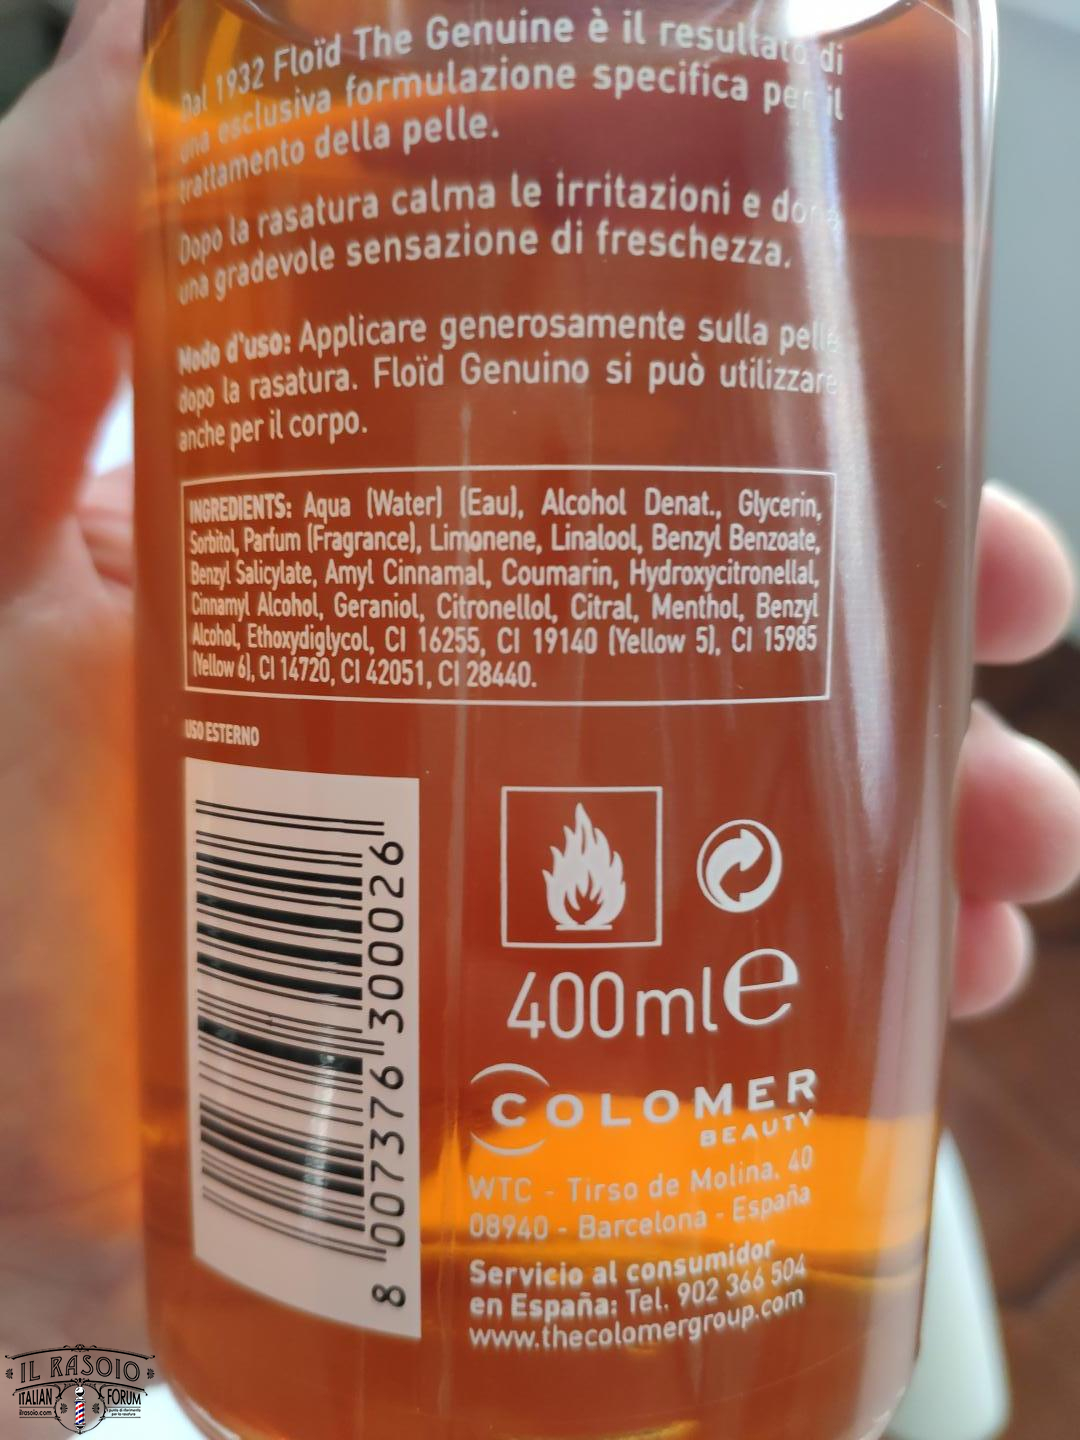 Dal 1932 Floïd The Genuine è il resultato di
una esclusiva formulazione specifica per il
trattamento della pelle.
Dopo la rasatura calma le irritazioni e dona
una gradevole sensazione di freschezza.
Modo d'uso: Applicare generosamente sulla pelle
dopo la rasatura. Floïd Genuino si può utilizzare
anche per il corpo.
INGREDIENTS: Aqua (Water) (Eau), Alcohol Denat., Glycerin,
Sorbitol, Parfum (Fragrance), Limonene, Linalool, Benzyl Benzoate,
Benzyl Salicylate, Amyl Cinnamal, Coumarin, Hydroxycitronellal,
Cinnamyl Alcohol, Geraniol, Citronellol, Citral, Menthol, Benzyl
Alcohol, Ethoxydiglycol, CI 16255, CI 19140 (Yellow 5), CI 15985
(Yellow 6), CI 14720, CI 42051, CI 28440.
USO ESTERNO
8 007376 300026
400ml e
COLOMER
BEAUTY
WTC - Tirso de Molina, 40
08940 - Barcelona - España
Servicio al consumidor
en España: Tel. 902 366 504
www.thecolomergroup.com
IL RASOIO
ITALIAN FORUM
ilrasoio.com